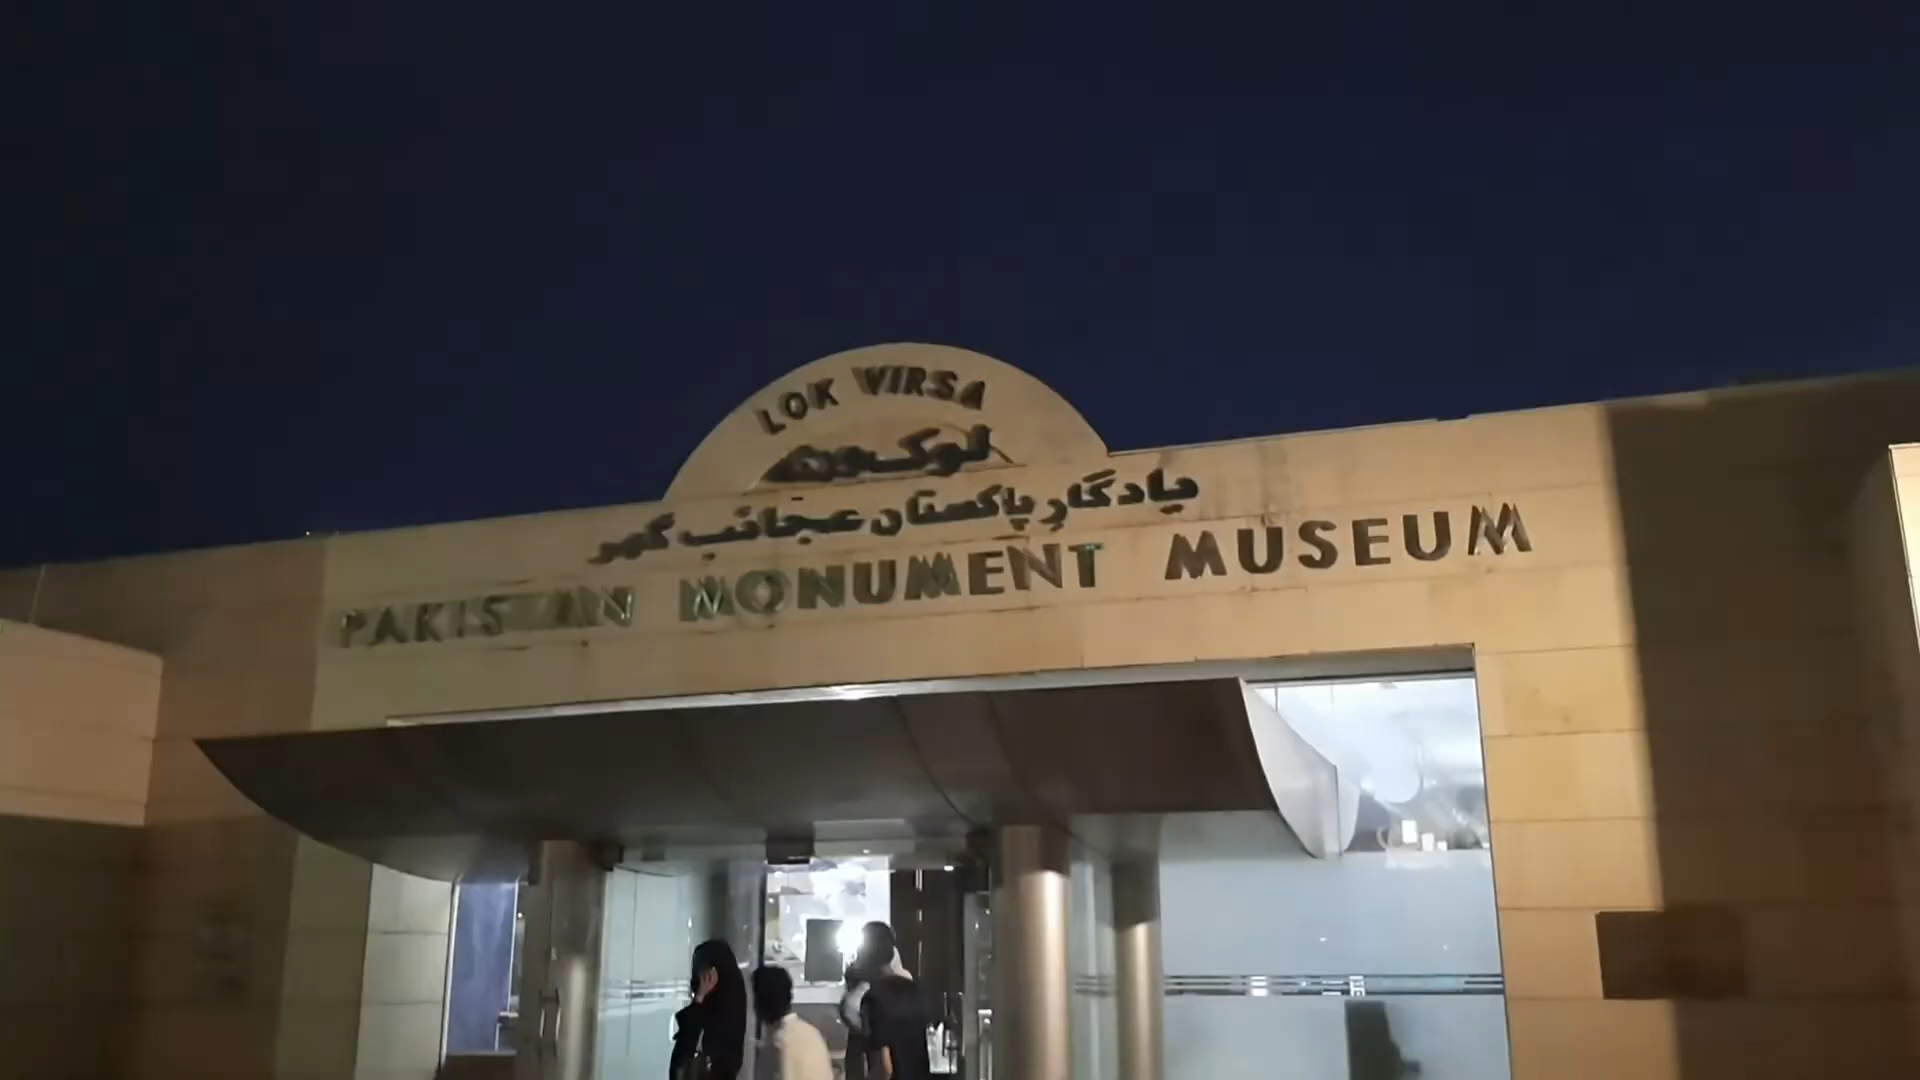 LOK VIRSA
لوک ورثہ
یادگارِ پاکستان عجائب گھر
PAKISTAN MONUMENT MUSEUM